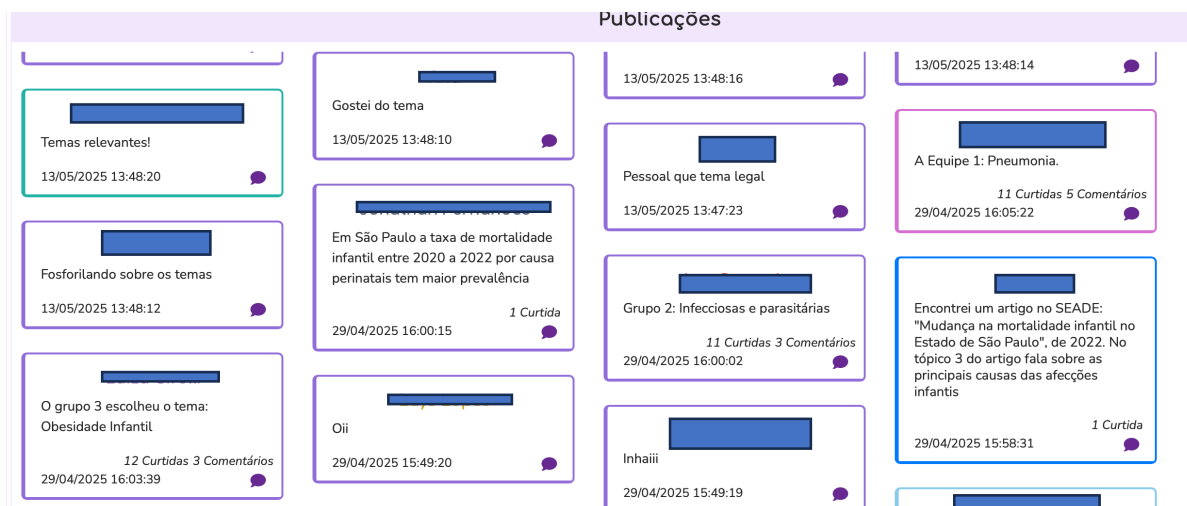 Publicações
Temas relevantes!
13/05/2025 13:48:20
Fosforilando sobre os temas
13/05/2025 13:48:12
O grupo 3 escolheu o tema:
Obesidade Infantil
12 Curtidas 3 Comentários
29/04/2025 16:03:39
Gostei do tema
13/05/2025 13:48:10
Em São Paulo a taxa de mortalidade
infantil entre 2020 a 2022 por causa
perinatais tem maior prevalência
1 Curtida
29/04/2025 16:00:15
Oii
29/04/2025 15:49:20
13/05/2025 13:48:16
Pessoal que tema legal
13/05/2025 13:47:23
Grupo 2: Infecciosas e parasitárias
11 Curtidas 3 Comentários
29/04/2025 16:00:02
Inhaiii
29/04/2025 15:49:19
13/05/2025 13:48:14
A Equipe 1: Pneumonia.
11 Curtidas 5 Comentários
29/04/2025 16:05:22
Encontrei um artigo no SEADE:
"Mudança na mortalidade infantil no
Estado de São Paulo", de 2022. No
tópico 3 do artigo fala sobre as
principais causas das afecções
infantis
1 Curtida
29/04/2025 15:58:31